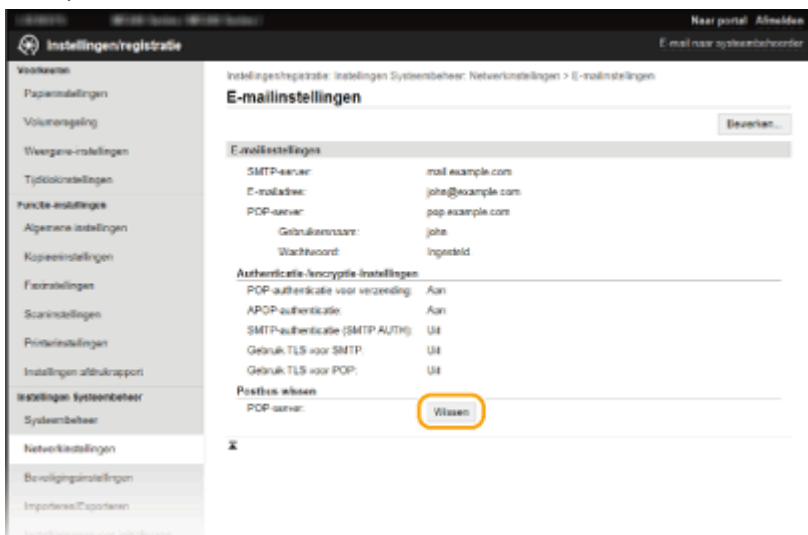 Naar portal Afmelden
Instellingen/registratie
E-mail naar systeembeheerder
Voorkeuren
Papierinstellingen
Volumeregeling
Weergave-instellingen
Tijdklokinstellingen
Functie-instellingen
Algemene instellingen
Kopieerinstellingen
Faxinstellingen
Scaninstellingen
Printerinstellingen
Instellingen afdrukrapport
Instellingen Systeembeheer
Systeembeheer
Netwerkinstellingen
Beveiligingsinstellingen
Importeren/Exporteren
Instellingen/registratie: Instellingen Systeembeheer: Netwerkinstellingen > E-mailinstellingen
E-mailinstellingen
Bewerken...
E-mailinstellingen
SMTP-server: mail.example.com
E-mailadres: john@example.com
POP-server: pop.example.com
Gebruikersnaam: john
Wachtwoord: Ingesteld
Authenticatie-/encryptie-instellingen
POP-authenticatie voor verzending: Aan
APOP-authenticatie: Aan
SMTP-authenticatie (SMTP AUTH): Uit
Gebruik TLS voor SMTP: Uit
Gebruik TLS voor POP: Uit
Postbus wissen
POP-server: Wissen